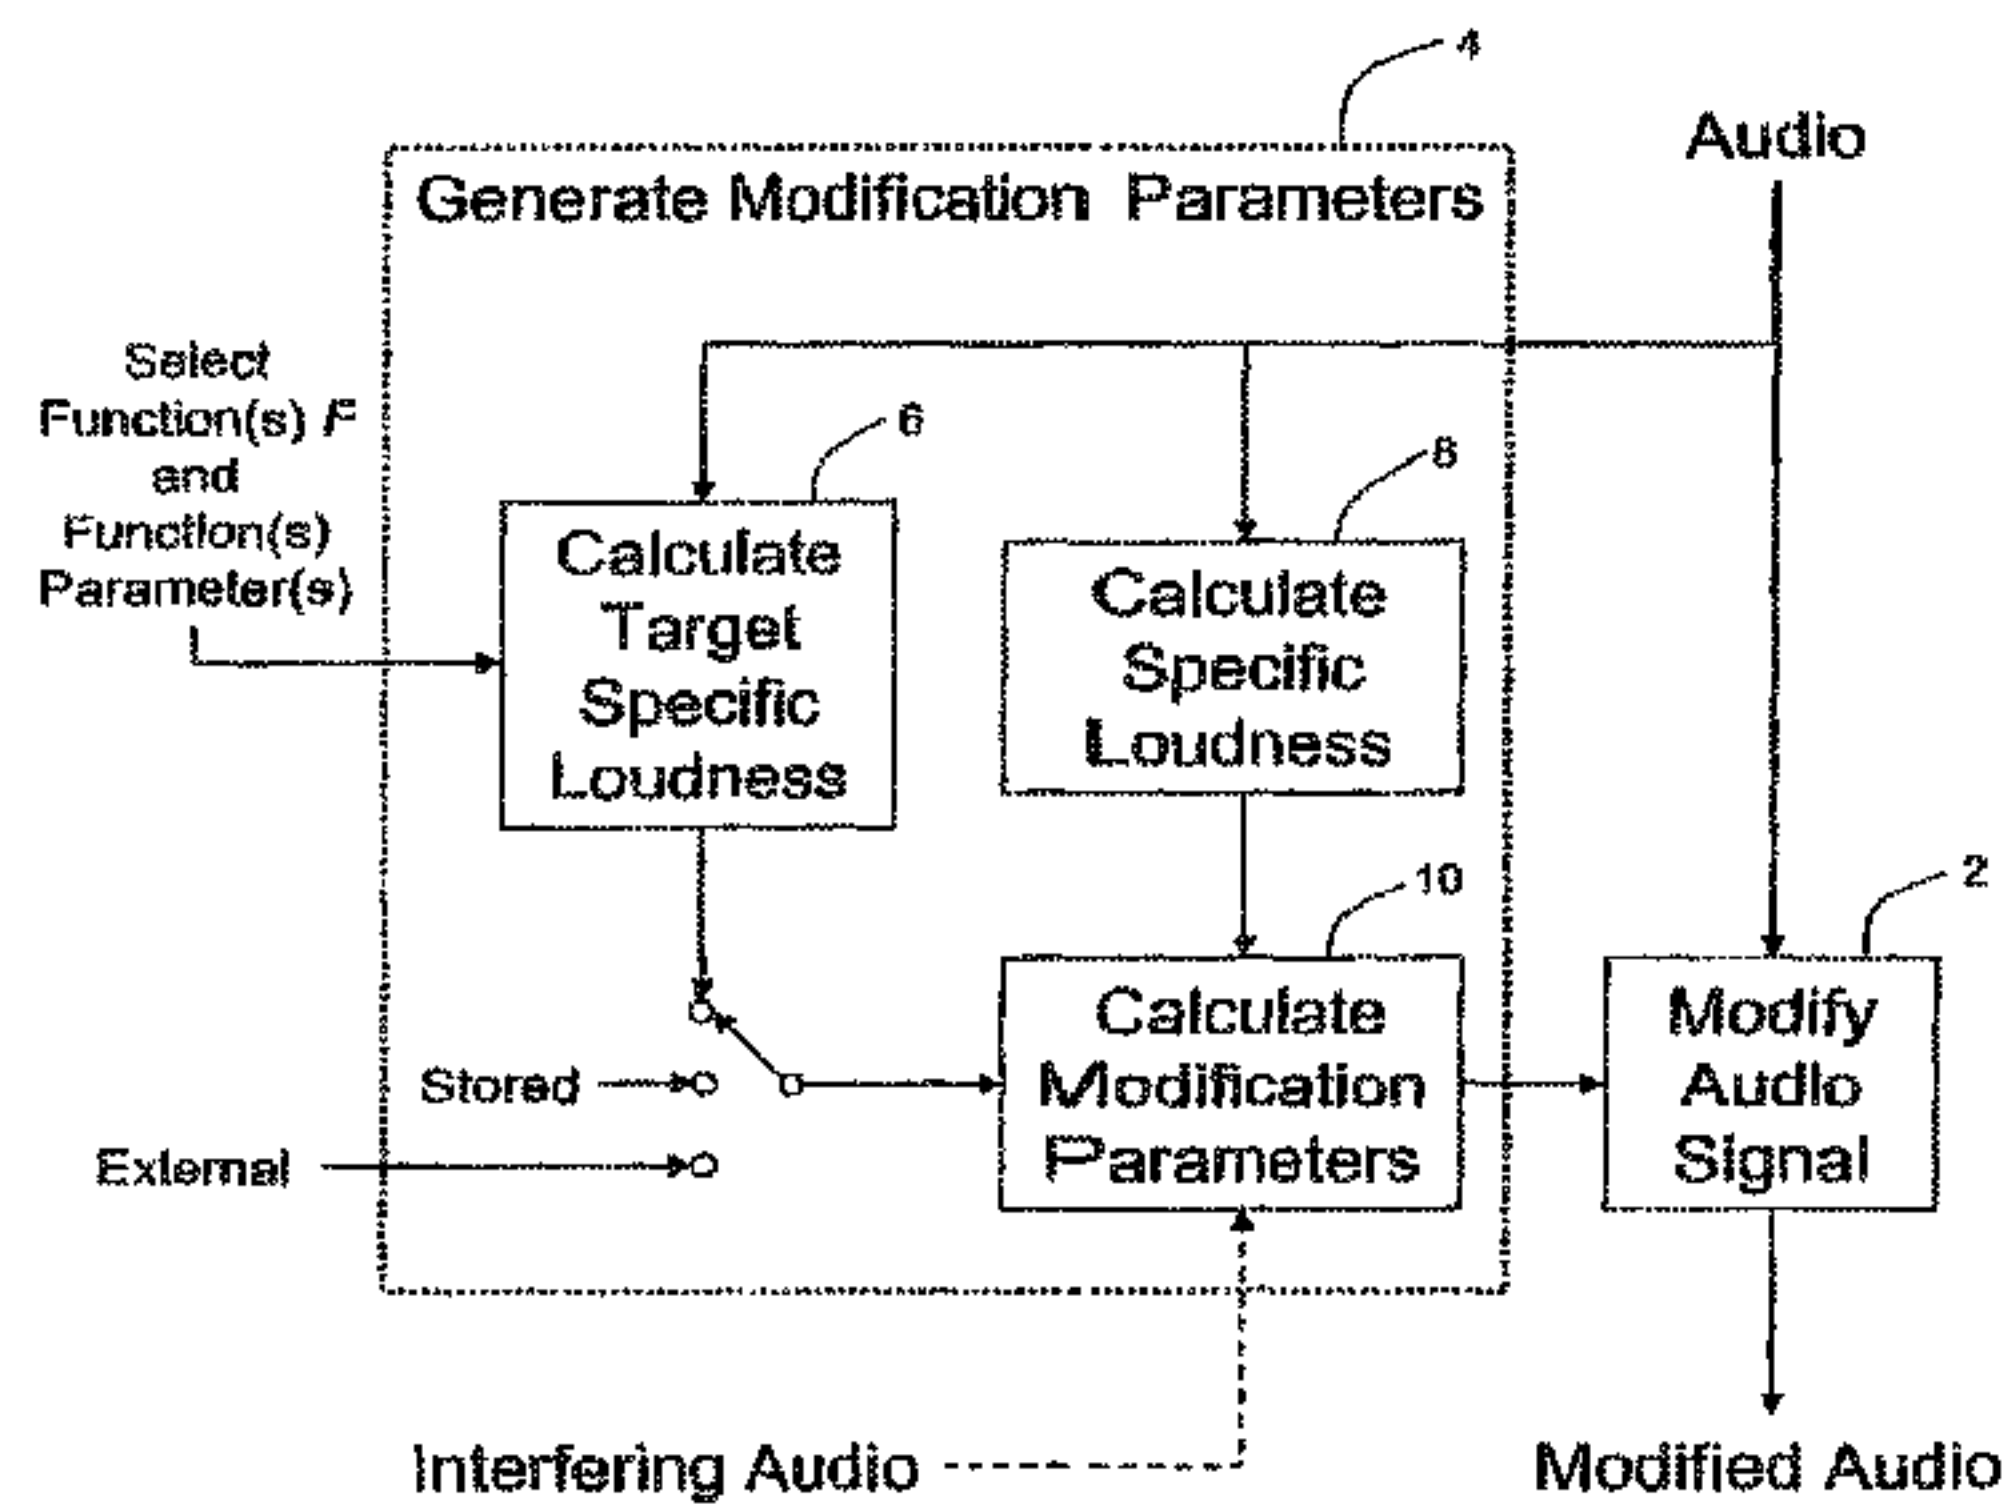 4
Audio
Generate Modification Parameters
Select
Function(s) F
and
Function(s)
Parameter(s)
6
8
Calculate
Target
Specific
Loudness
Calculate
Specific
Loudness
10
2
Calculate
Modification
Parameters
Modify
Audio
Signal
Stored
External
Interfering Audio
Modified Audio